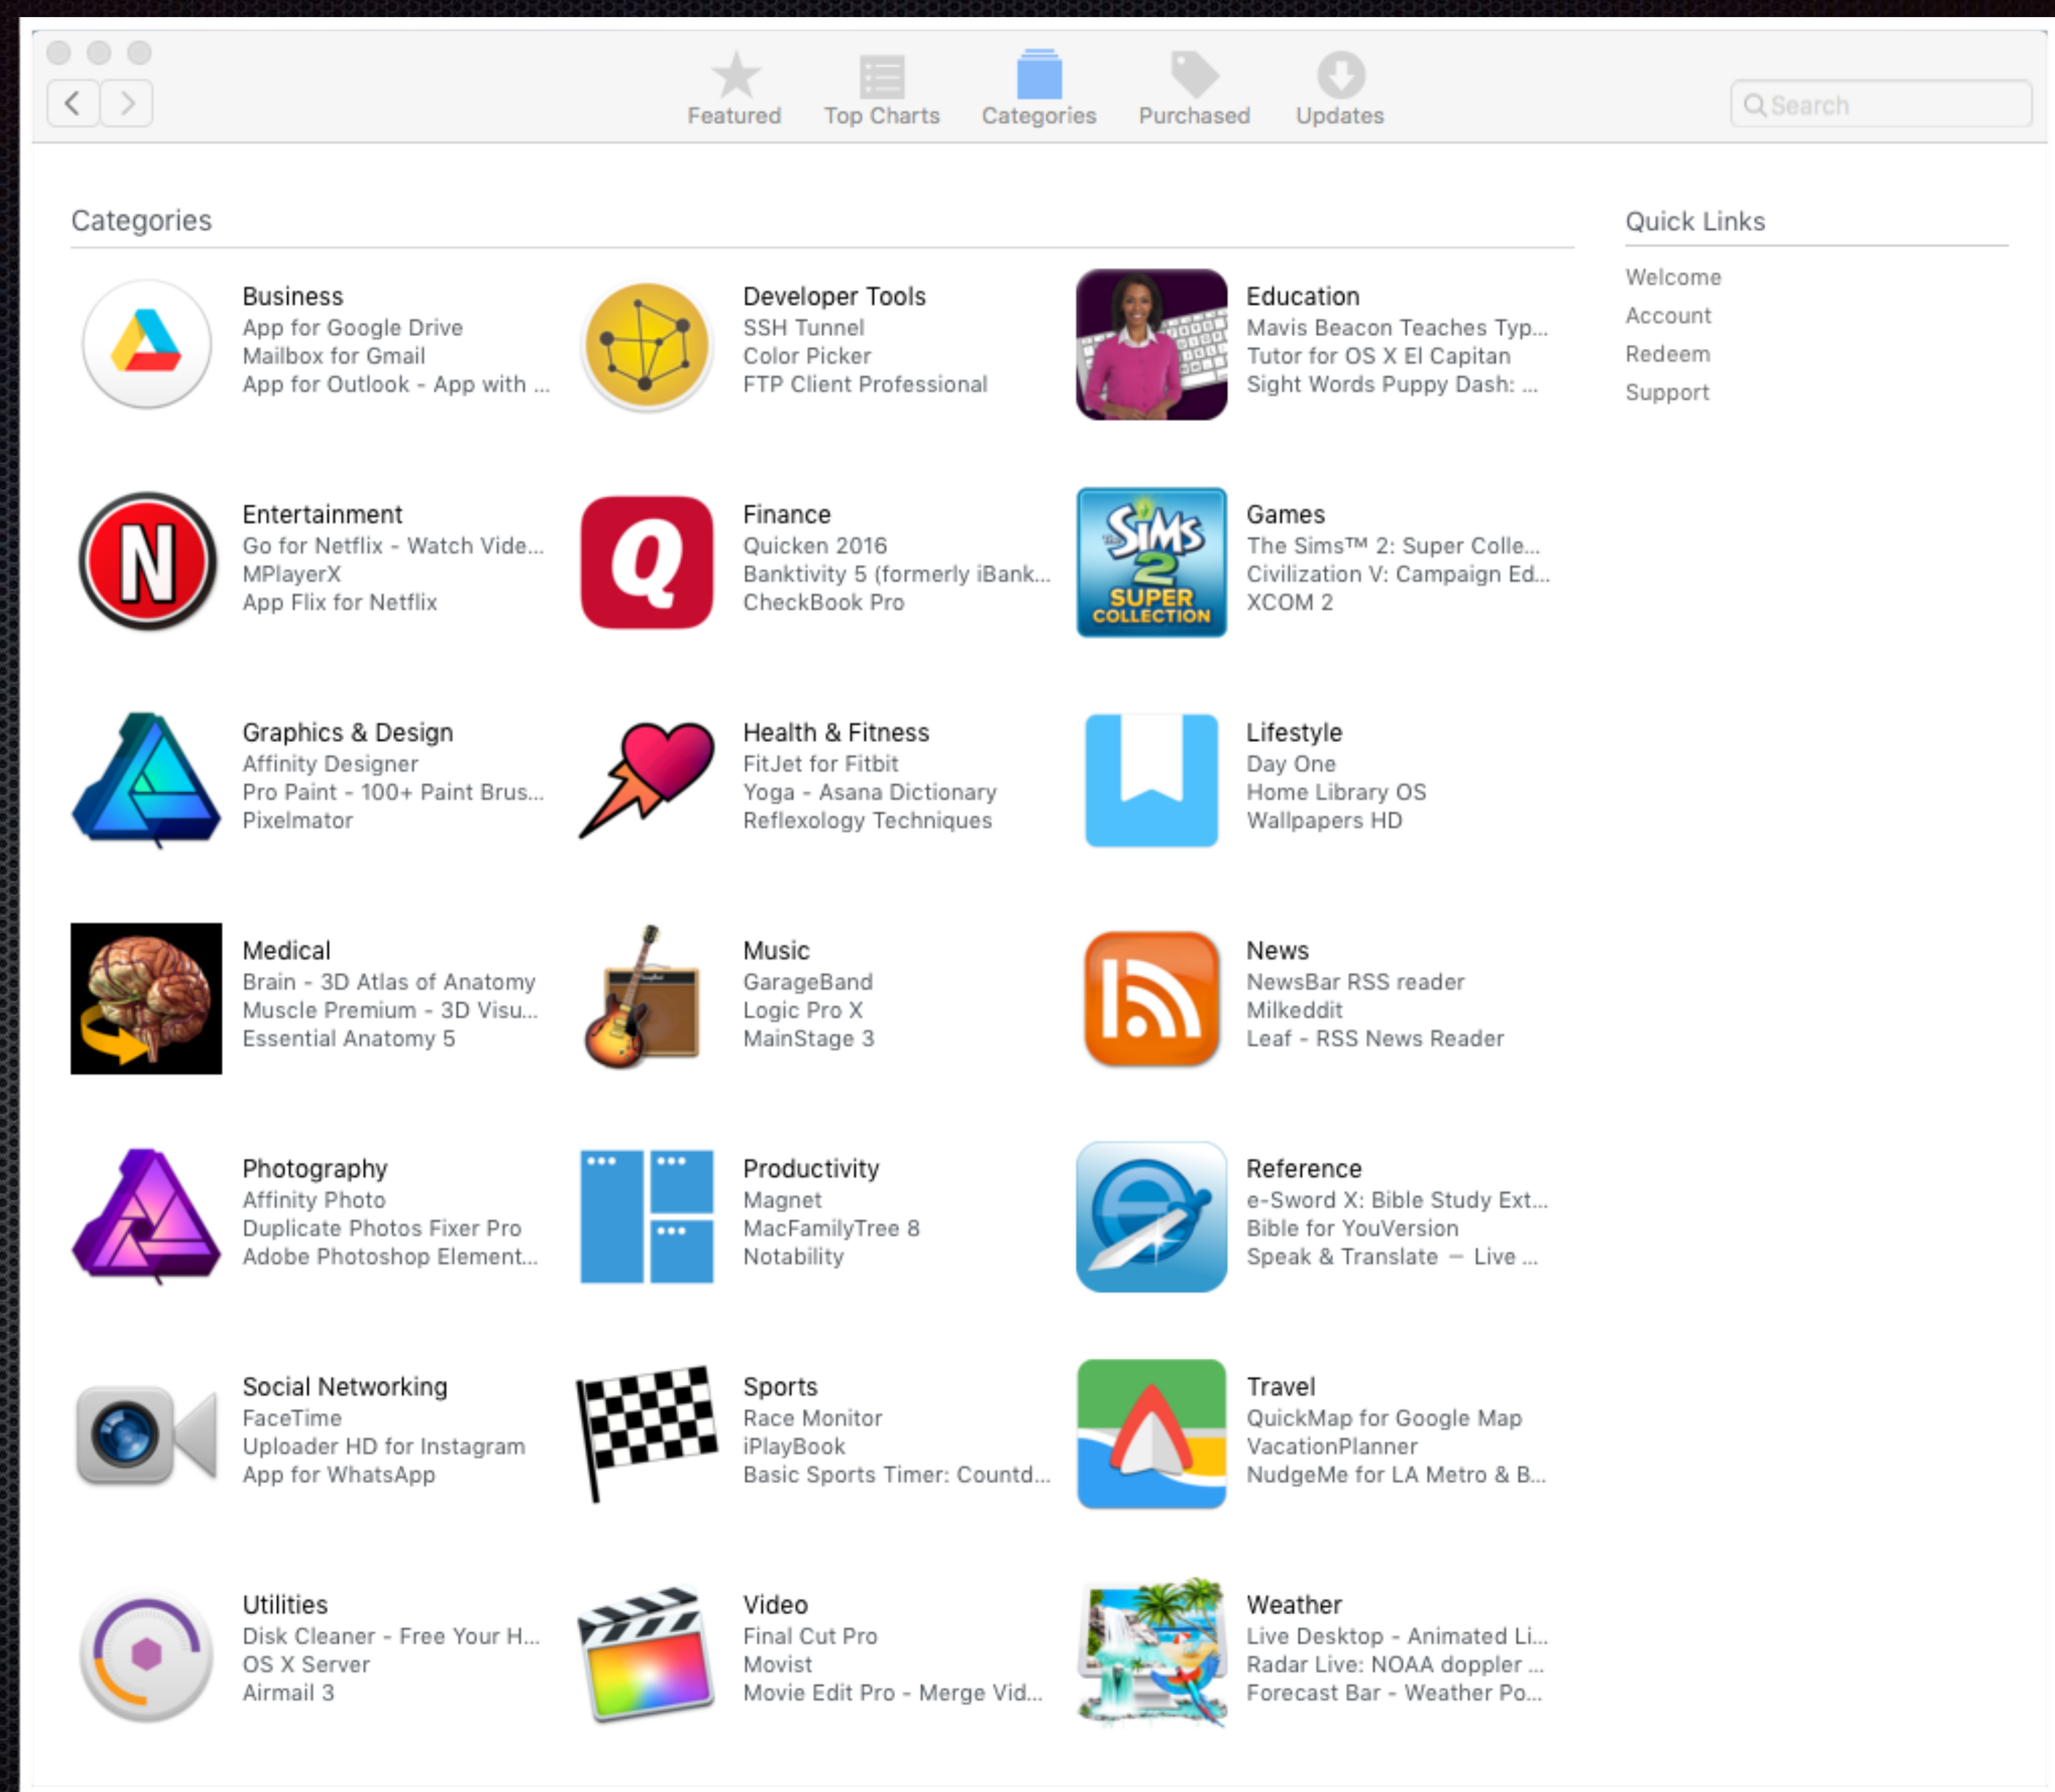 Featured
Top Charts
Categories
Purchased
Updates
Search
Categories
Business
App for Google Drive
Mailbox for Gmail
App for Outlook - App with ...
Developer Tools
SSH Tunnel
Color Picker
FTP Client Professional
Education
Mavis Beacon Teaches Typ...
Tutor for OS X El Capitan
Sight Words Puppy Dash: ...
Quick Links
Welcome
Account
Redeem
Support
N
Entertainment
Go for Netflix - Watch Vide...
MPlayerX
App Flix for Netflix
Q
Finance
Quicken 2016
Banktivity 5 (formerly iBank...
CheckBook Pro
The SIMS
2
SUPER
COLLECTION
Games
The Sims™ 2: Super Colle...
Civilization V: Campaign Ed...
XCOM 2
Graphics & Design
Affinity Designer
Pro Paint - 100+ Paint Brus...
Pixelmator
Health & Fitness
FitJet for Fitbit
Yoga - Asana Dictionary
Reflexology Techniques
Lifestyle
Day One
Home Library OS
Wallpapers HD
Medical
Brain - 3D Atlas of Anatomy
Muscle Premium - 3D Visu...
Essential Anatomy 5
Music
GarageBand
Logic Pro X
MainStage 3
News
NewsBar RSS reader
Milkeddit
Leaf - RSS News Reader
Photography
Affinity Photo
Duplicate Photos Fixer Pro
Adobe Photoshop Element...
Productivity
Magnet
MacFamilyTree 8
Notability
e
Reference
e-Sword X: Bible Study Ext...
Bible for YouVersion
Speak & Translate — Live ...
Social Networking
FaceTime
Uploader HD for Instagram
App for WhatsApp
Sports
Race Monitor
iPlayBook
Basic Sports Timer: Countd...
Travel
QuickMap for Google Map
VacationPlanner
NudgeMe for LA Metro & B...
Utilities
Disk Cleaner - Free Your H...
OS X Server
Airmail 3
Video
Final Cut Pro
Movist
Movie Edit Pro - Merge Vid...
Weather
Live Desktop - Animated Li...
Radar Live: NOAA doppler ...
Forecast Bar - Weather Po...